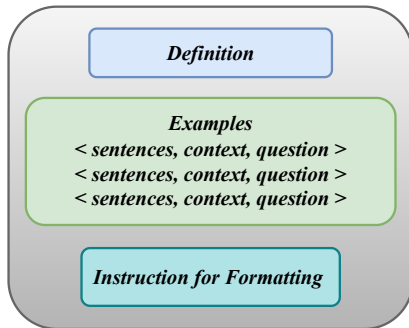 Definition
Examples
< sentences, context, question >
< sentences, context, question >
< sentences, context, question >
Instruction for Formatting